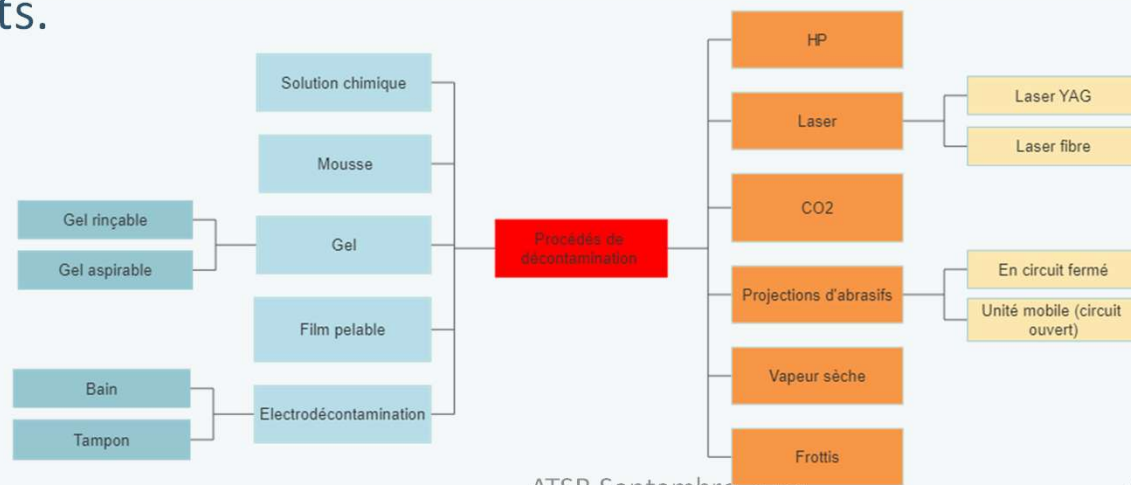 ts.
Solution chimique
Mousse
Gel
Film pelable
Electrodécontamination
Gel rinçable
Gel aspirable
Bain
Tampon
Procédés de
décontamination
HP
Laser
CO2
Projections d'abrasifs
Vapeur sèche
Frottis
Laser YAG
Laser fibre
En circuit fermé
Unité mobile (circuit
ouvert)